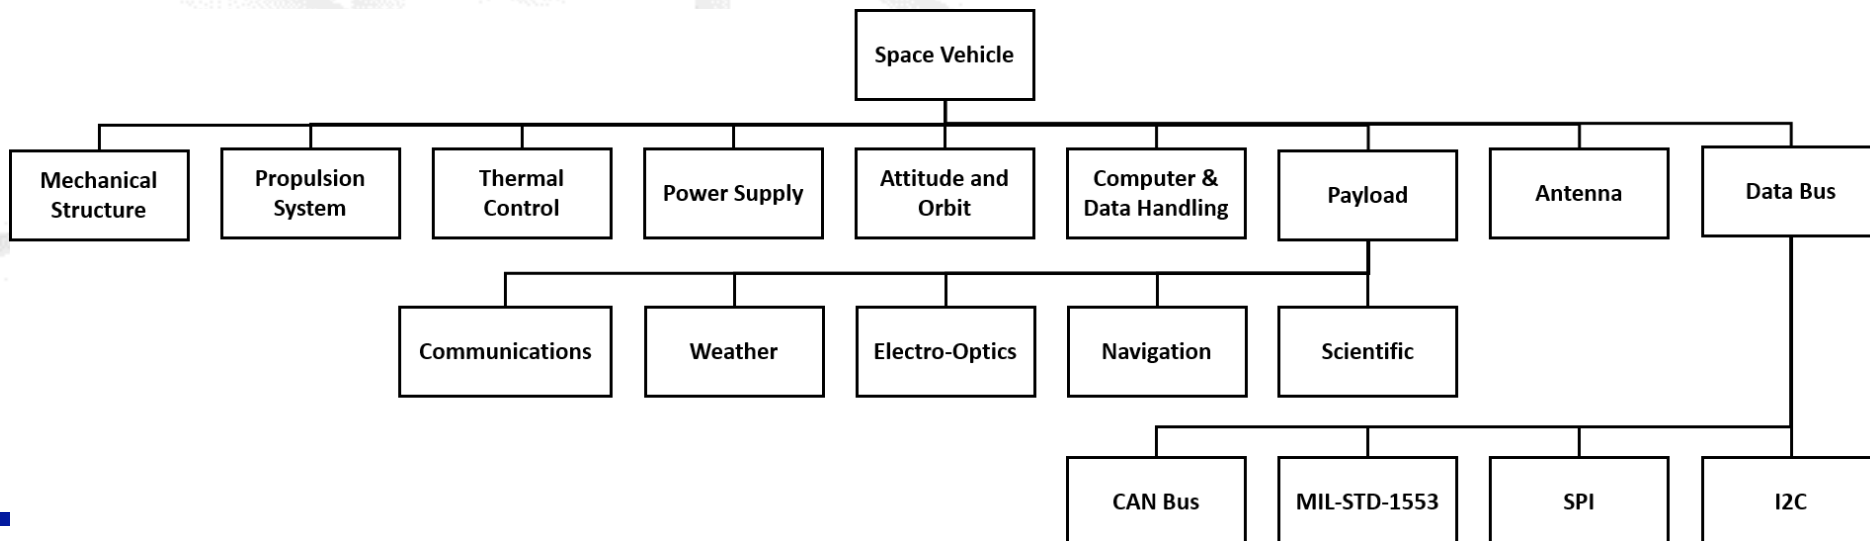 Space Vehicle
Mechanical
Structure
Propulsion
System
Thermal
Control
Power Supply
Attitude and
Orbit
Computer &
Data Handling
Payload
Antenna
Data Bus
Communications
Weather
Electro-Optics
Navigation
Scientific
CAN Bus
MIL-STD-1553
SPI
I2C